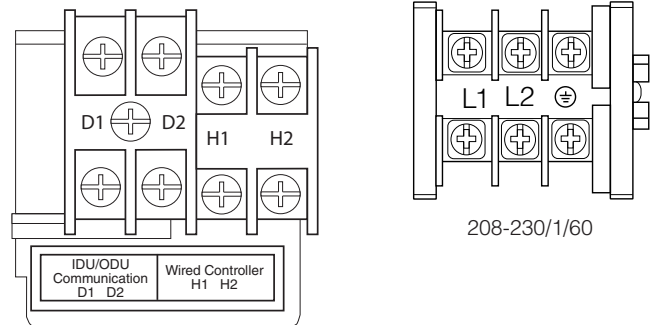 D1 D2
H1 H2
IDU/ODU
Communication
D1 D2
Wired Controller
H1 H2
L1 L2
208-230/1/60